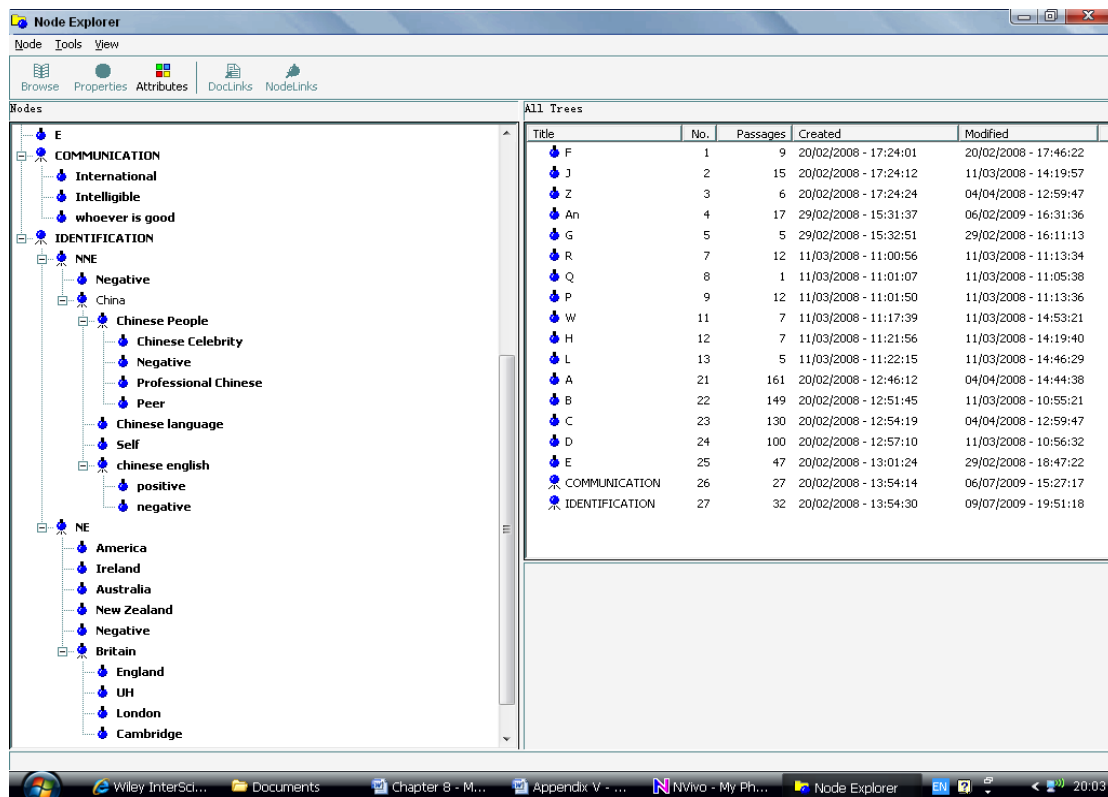 Node Explorer
Node Tools View
Browse Properties Attributes DocLinks NodeLinks
Nodes
E
COMMUNICATION
International
Intelligible
whoever is good
IDENTIFICATION
NNE
Negative
China
Chinese People
Chinese Celebrity
Negative
Professional Chinese
Peer
Chinese language
Self
chinese english
positive
negative
NE
America
Ireland
Australia
New Zealand
Negative
Britain
England
UH
London
Cambridge
All Trees
Title No. Passages Created Modified
F 1 9 20/02/2008 - 17:24:01 20/02/2008 - 17:46:22
J 2 15 20/02/2008 - 17:24:12 11/03/2008 - 14:19:57
Z 3 6 20/02/2008 - 17:24:24 04/04/2008 - 12:59:47
An 4 17 29/02/2008 - 15:31:37 06/02/2009 - 16:31:36
G 5 5 29/02/2008 - 15:32:51 29/02/2008 - 16:11:13
R 7 12 11/03/2008 - 11:00:56 11/03/2008 - 11:13:34
Q 8 1 11/03/2008 - 11:01:07 11/03/2008 - 11:05:38
P 9 12 11/03/2008 - 11:01:50 11/03/2008 - 11:13:36
W 11 7 11/03/2008 - 11:17:39 11/03/2008 - 14:53:21
H 12 7 11/03/2008 - 11:21:56 11/03/2008 - 14:19:40
L 13 5 11/03/2008 - 11:22:15 11/03/2008 - 14:46:29
A 21 161 20/02/2008 - 12:46:12 04/04/2008 - 14:44:38
B 22 149 20/02/2008 - 12:51:45 11/03/2008 - 10:55:21
C 23 130 20/02/2008 - 12:54:19 04/04/2008 - 12:59:47
D 24 100 20/02/2008 - 12:57:10 11/03/2008 - 10:56:32
E 25 47 20/02/2008 - 13:01:24 29/02/2008 - 18:47:22
COMMUNICATION 26 27 20/02/2008 - 13:54:14 06/07/2009 - 15:27:17
IDENTIFICATION 27 32 20/02/2008 - 13:54:30 09/07/2009 - 19:51:18
Wiley InterSci... Documents Chapter 8 - M... Appendix V - ... NVivo - My Ph... Node Explorer EN 20:03